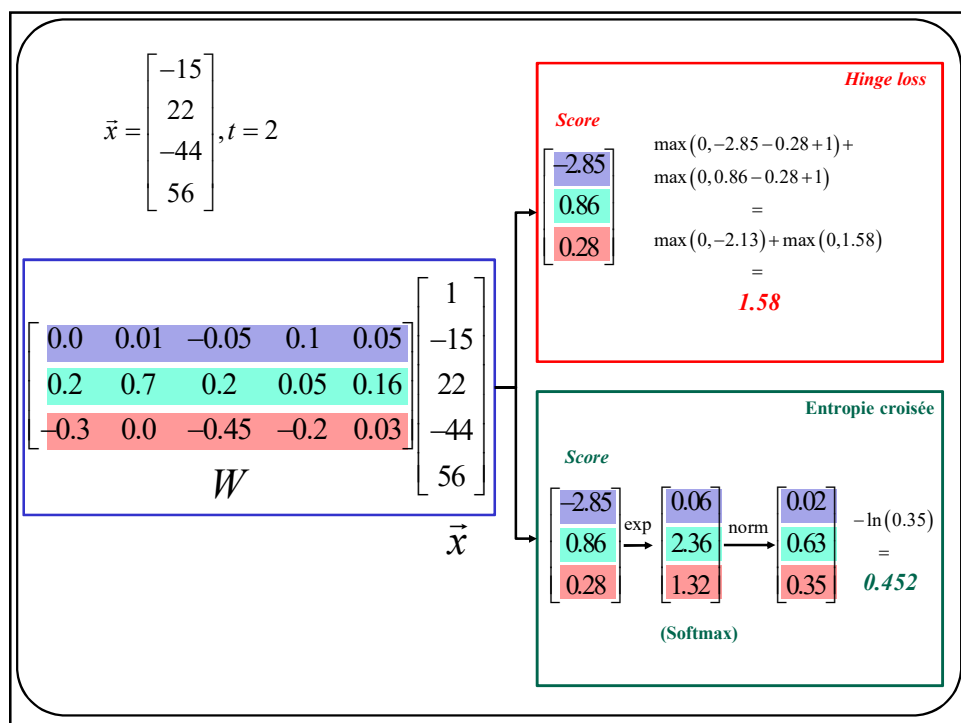 x⃗ = [−15 22 −44 56], t = 2
Hinge loss
Score
[−2.85 0.86 0.28]
max(0,−2.85−0.28+1)+
max(0,0.86−0.28+1)
=
max(0,−2.13)+max(0,1.58)
=
1.58
0.0 0.01 −0.05 0.1 0.05
0.2 0.7 0.2 0.05 0.16
−0.3 0.0 −0.45 −0.2 0.03
W
1
−15
22
−44
56
x⃗
Entropie croisée
Score
−2.85
0.86
0.28
exp
0.06
2.36
1.32
norm
0.02
0.63
0.35
−ln(0.35)
=
0.452
(Softmax)